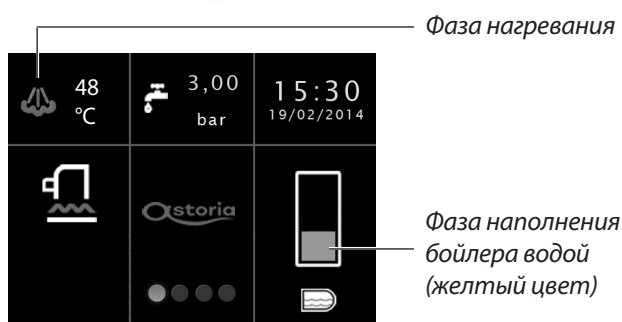 Фаза нагревания
48
°C
3,00
bar
15:30
19/02/2014
astoria
Фаза наполнения
бойлера водой
(желтый цвет)